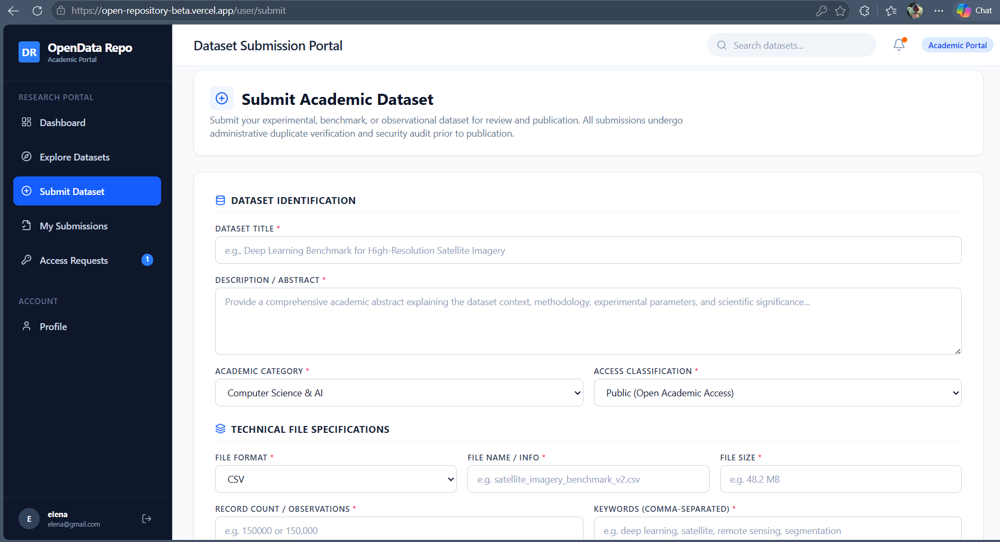 https://open-repository-beta.vercel.app/user/submit
Chat
DR
OpenData Repo
Academic Portal
RESEARCH PORTAL
Dashboard
Explore Datasets
Submit Dataset
My Submissions
Access Requests
1
ACCOUNT
Profile
E
elena
elena@gmail.com
Dataset Submission Portal
Search datasets...
Academic Portal
Submit Academic Dataset
Submit your experimental, benchmark, or observational dataset for review and publication. All submissions undergo
administrative duplicate verification and security audit prior to publication.
DATASET IDENTIFICATION
DATASET TITLE *
e.g., Deep Learning Benchmark for High-Resolution Satellite Imagery
DESCRIPTION / ABSTRACT *
Provide a comprehensive academic abstract explaining the dataset context, methodology, experimental parameters, and scientific significance...
ACADEMIC CATEGORY *
Computer Science & AI
ACCESS CLASSIFICATION *
Public (Open Academic Access)
TECHNICAL FILE SPECIFICATIONS
FILE FORMAT *
CSV
FILE NAME / INFO *
e.g. satellite_imagery_benchmark_v2.csv
FILE SIZE *
e.g. 48.2 MB
RECORD COUNT / OBSERVATIONS *
e.g. 150000 or 150,000
KEYWORDS (COMMA-SEPARATED) *
e.g. deep learning, satellite, remote sensing, segmentation